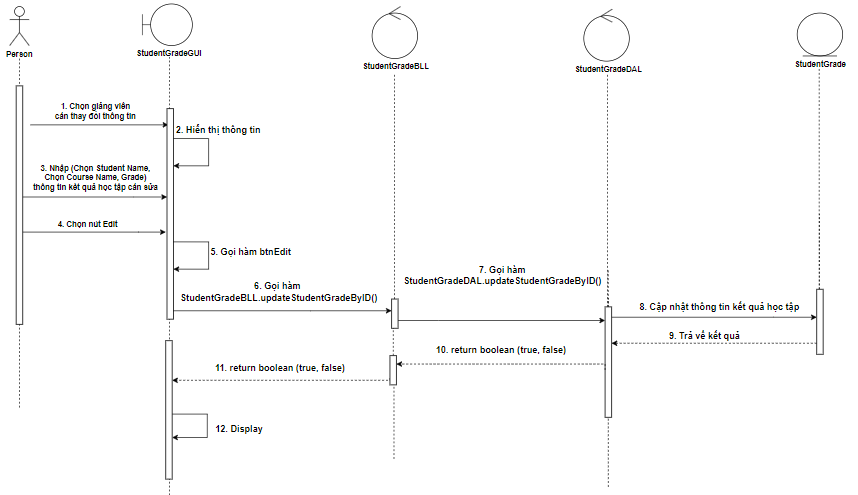 Person
StudentGradeGUI
StudentGradeBLL
StudentGradeDAL
StudentGrade
1. Chọn giảng viên
cần thay đổi thông tin
2. Hiển thị thông tin
3. Nhập (Chọn Student Name,
Chọn Course Name, Grade)
thông tin kết quả học tập cần sửa
4. Chọn nút Edit
5. Gọi hàm btnEdit
6. Gọi hàm
StudentGradeBLL.updateStudentGradeByID()
7. Gọi hàm
StudentGradeDAL.updateStudentGradeByID()
8. Cập nhật thông tin kết quả học tập
9. Trả về kết quả
10. return boolean (true, false)
11. return boolean (true, false)
12. Display